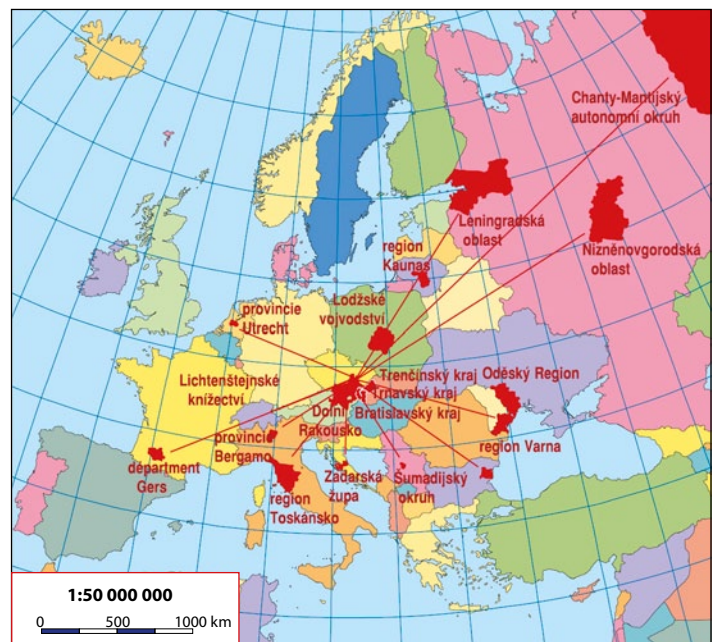 Chanty-Mantijský
autonomní okruh
Leningradská
oblast
Nizněnovgorodská
oblast
region
Kaunas
provincie
Utrecht
Lodžské
vojvodství
Lichtenštejnské
knížectví
Trenčínský kraj
Oděský Region
Trnavský kraj
Dolní
Rakousko
Bratislavský kraj
provincie
Bergamo
region Varna
départment
Gers
Zadarská
župa
Šumadijský
okruh
region
Toskánsko
1:50 000 000
0 500 1000 km